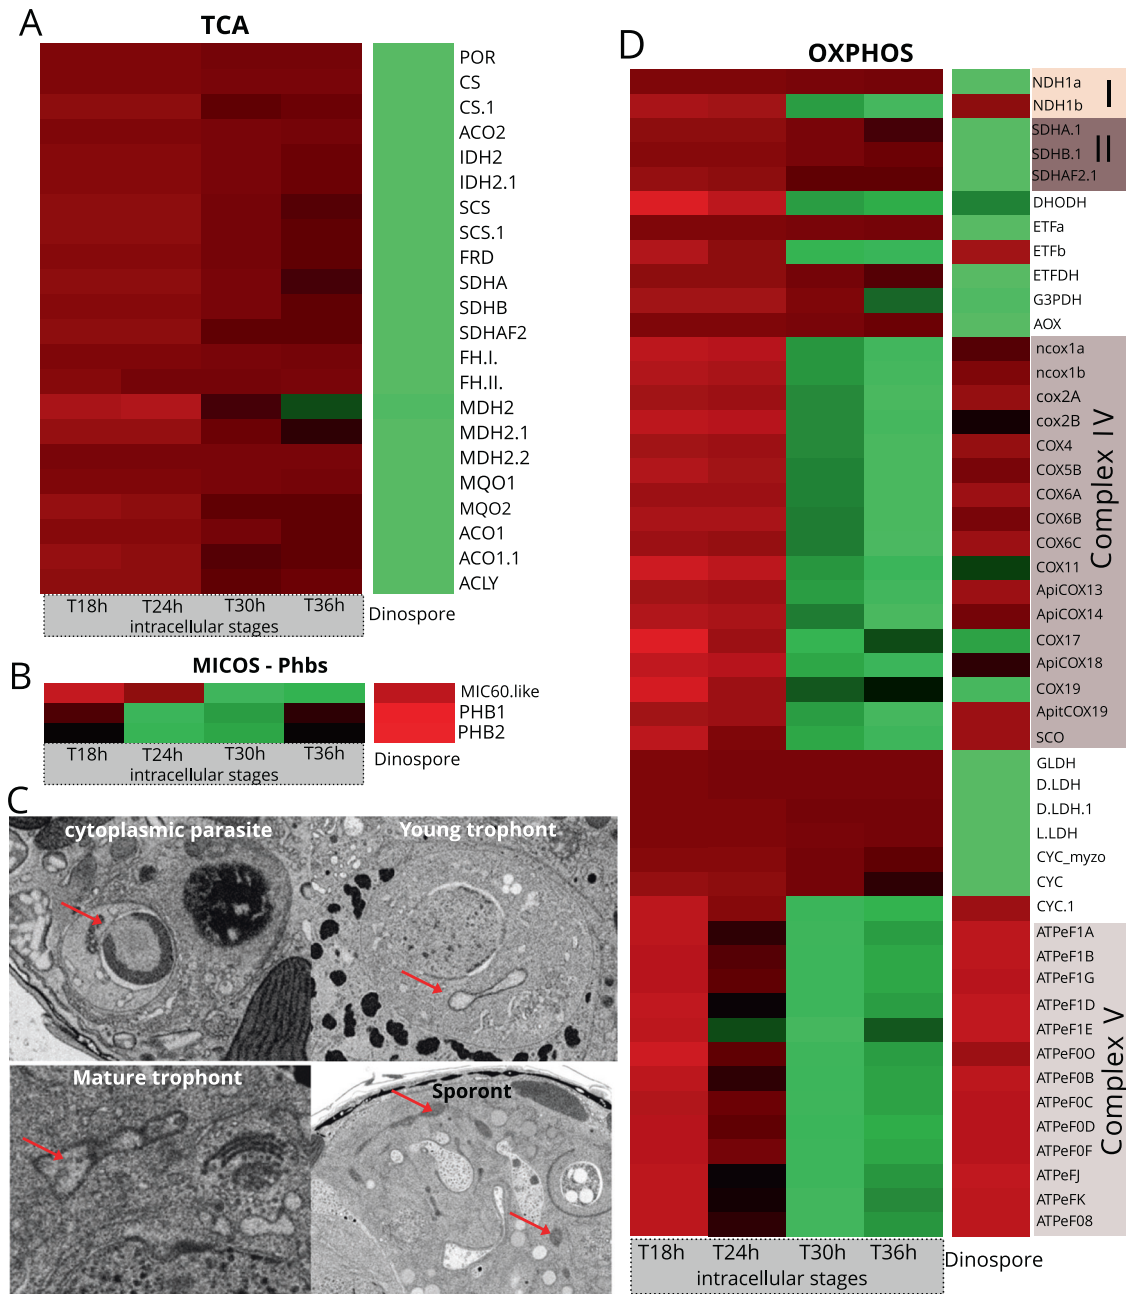 A
TCA
POR
CS
CS.1
ACO2
IDH2
IDH2.1
SCS
SCS.1
FRD
SDHA
SDHB
SDHAF2
FH.I.
FH.II.
MDH2
MDH2.1
MDH2.2
MQO1
MQO2
ACO1
ACO1.1
ACLY
T18h T24h T30h T36h
intracellular stages
Dinospore
B
MICOS - Phbs
MIC60.like
PHB1
PHB2
T18h T24h T30h T36h
intracellular stages
Dinospore
C
cytoplasmic parasite
Young trophont
Mature trophont
Sporont
D
OXPHOS
NDH1a
NDH1b
I
SDHA.1
SDHB.1
SDHAF2.1
II
DHODH
ETFa
ETFb
ETFDH
G3PDH
AOX
ncox1a
ncox1b
cox2A
cox2B
COX4
COX5B
COX6A
COX6B
COX6C
COX11
ApiCOX13
ApiCOX14
COX17
ApiCOX18
COX19
ApitCOX19
SCO
Complex IV
GLDH
D.LDH
D.LDH.1
L.LDH
CYC_myzo
CYC
CYC.1
ATPeF1A
ATPeF1B
ATPeF1G
ATPeF1D
ATPeF1E
ATPeF0O
ATPeF0B
ATPeF0C
ATPeF0D
ATPeF0F
ATPeFJ
ATPeFK
ATPeF08
Complex V
T18h T24h T30h T36h
intracellular stages
Dinospore